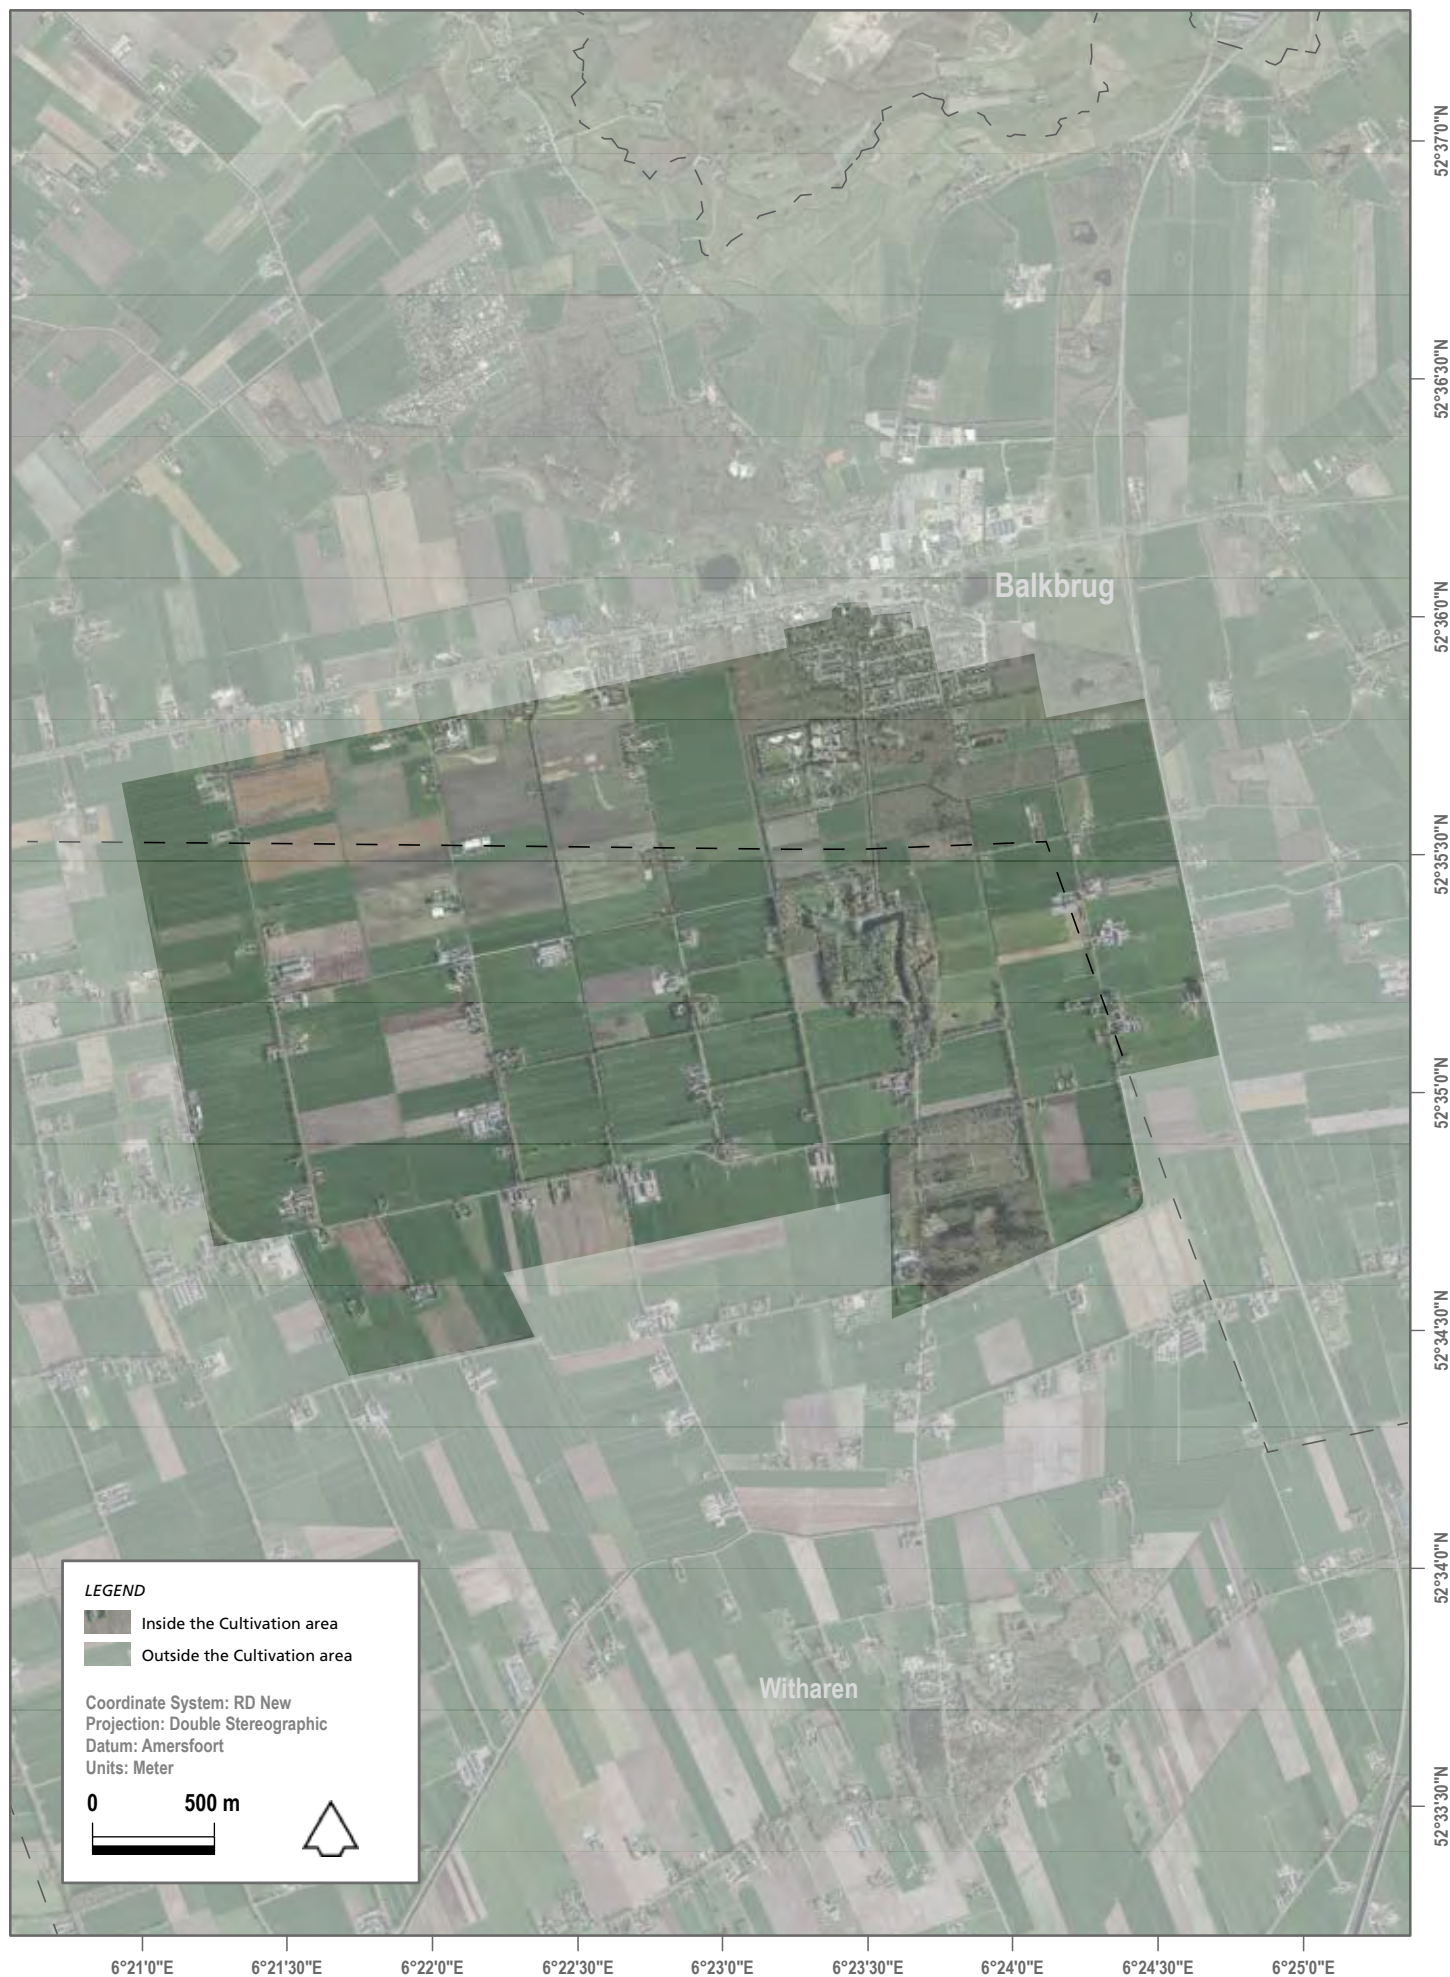 52°37'0"N
52°36'30"N
Balkbrug
52°36'0"N
52°35'30"N
52°35'0"N
52°34'30"N
52°34'0"N
LEGEND
Inside the Cultivation area
Outside the Cultivation area
Witharen
Coordinate System: RD New
Projection: Double Stereographic
Datum: Amersfoort
Units: Meter
0 500 m
52°33'30"N
6°21'0"E 6°21'30"E 6°22'0"E 6°22'30"E 6°23'0"E 6°23'30"E 6°24'0"E 6°24'30"E 6°25'0"E